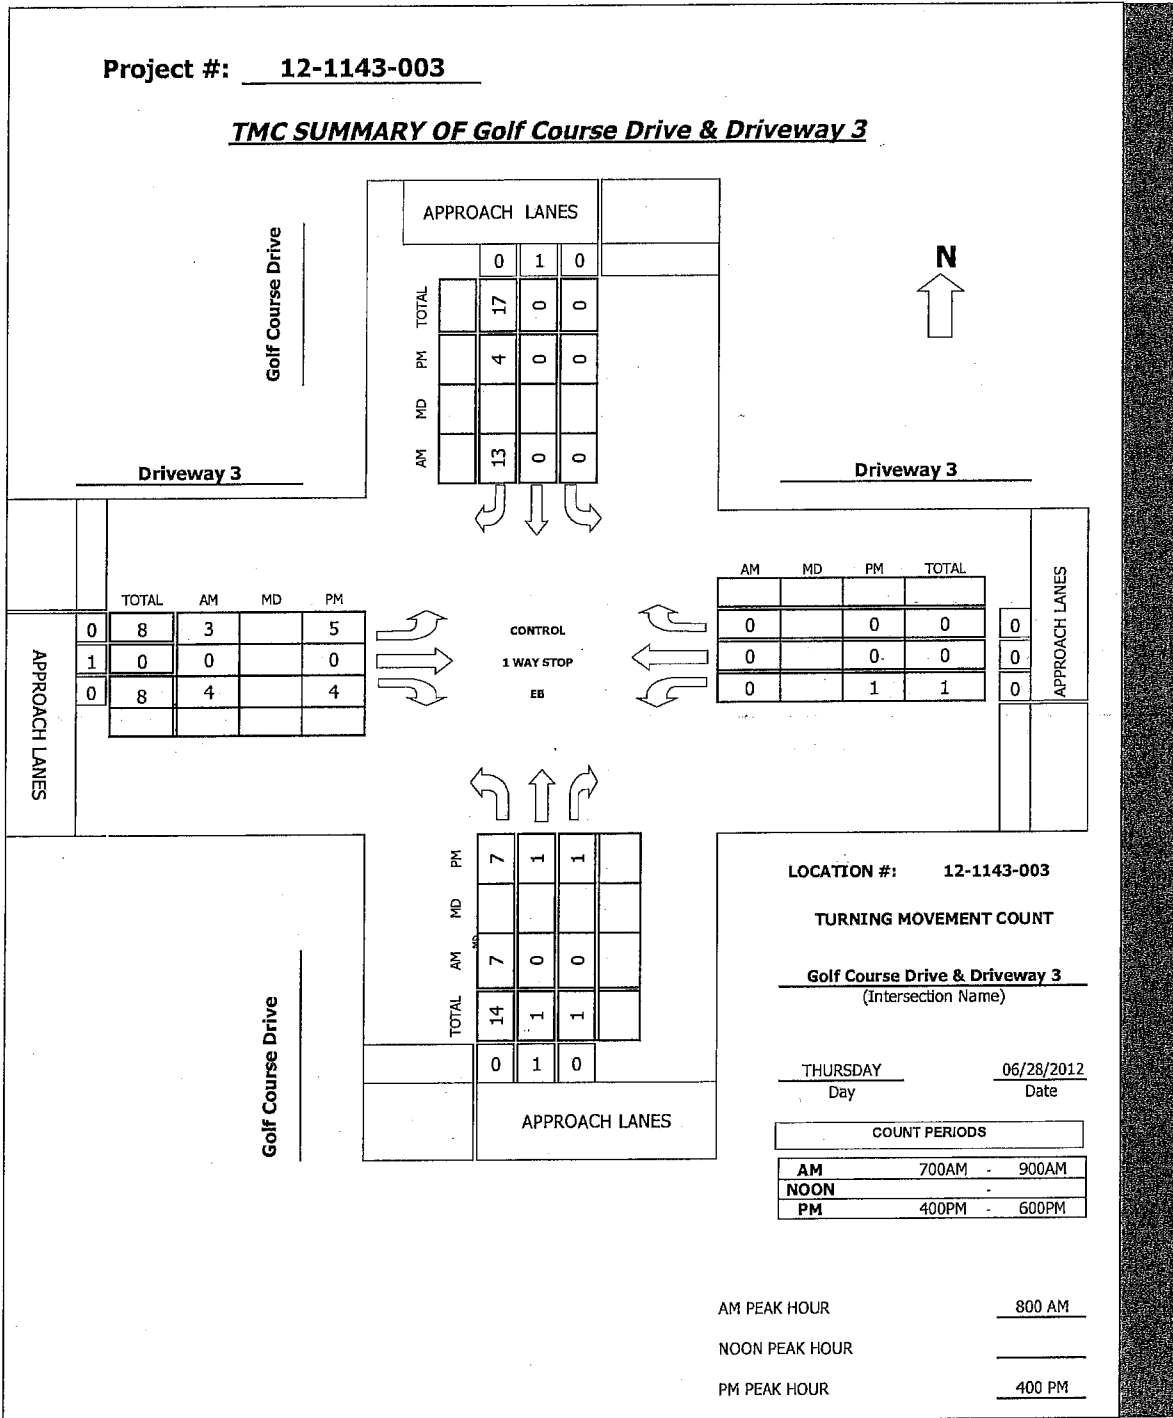 Project #: 12-1143-003
TMC SUMMARY OF Golf Course Drive & Driveway 3
APPROACH LANES
Golf Course Drive
N
0 1 0
TOTAL 17 0 0
PM 4 0 0
MD
AM 13 0 0
Driveway 3
Driveway 3
TOTAL AM MD PM
0 8 3 5
1 0 0 0
0 8 4 4
APPROACH LANES
CONTROL
1 WAY STOP
EB
AM MD PM TOTAL
0 0 0 0
0 0 0 0
0 1 1 0
APPROACH LANES
PM 7 1 1
MD
MD
AM 7 0 0
TOTAL 14 1 1
0 1 0
APPROACH LANES
Golf Course Drive
LOCATION #: 12-1143-003
TURNING MOVEMENT COUNT
Golf Course Drive & Driveway 3
(Intersection Name)
THURSDAY 06/28/2012
Day Date
COUNT PERIODS
AM 700AM - 900AM
NOON -
PM 400PM - 600PM
AM PEAK HOUR 800 AM
NOON PEAK HOUR
PM PEAK HOUR 400 PM